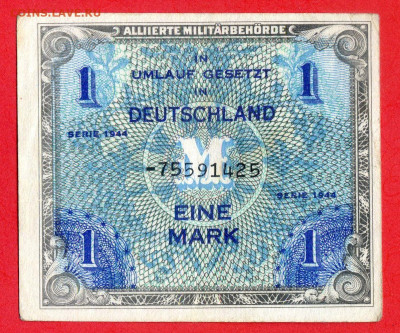 COINS.LAVE.RU
ALLIIERTE MILITÄRBEHÖRDE
1 IN 1
UMLAUF GESETZT
IN
DEUTSCHLAND
SERIE 1944
M
-75591425
SERIE 1944
EINE
1 MARK 1